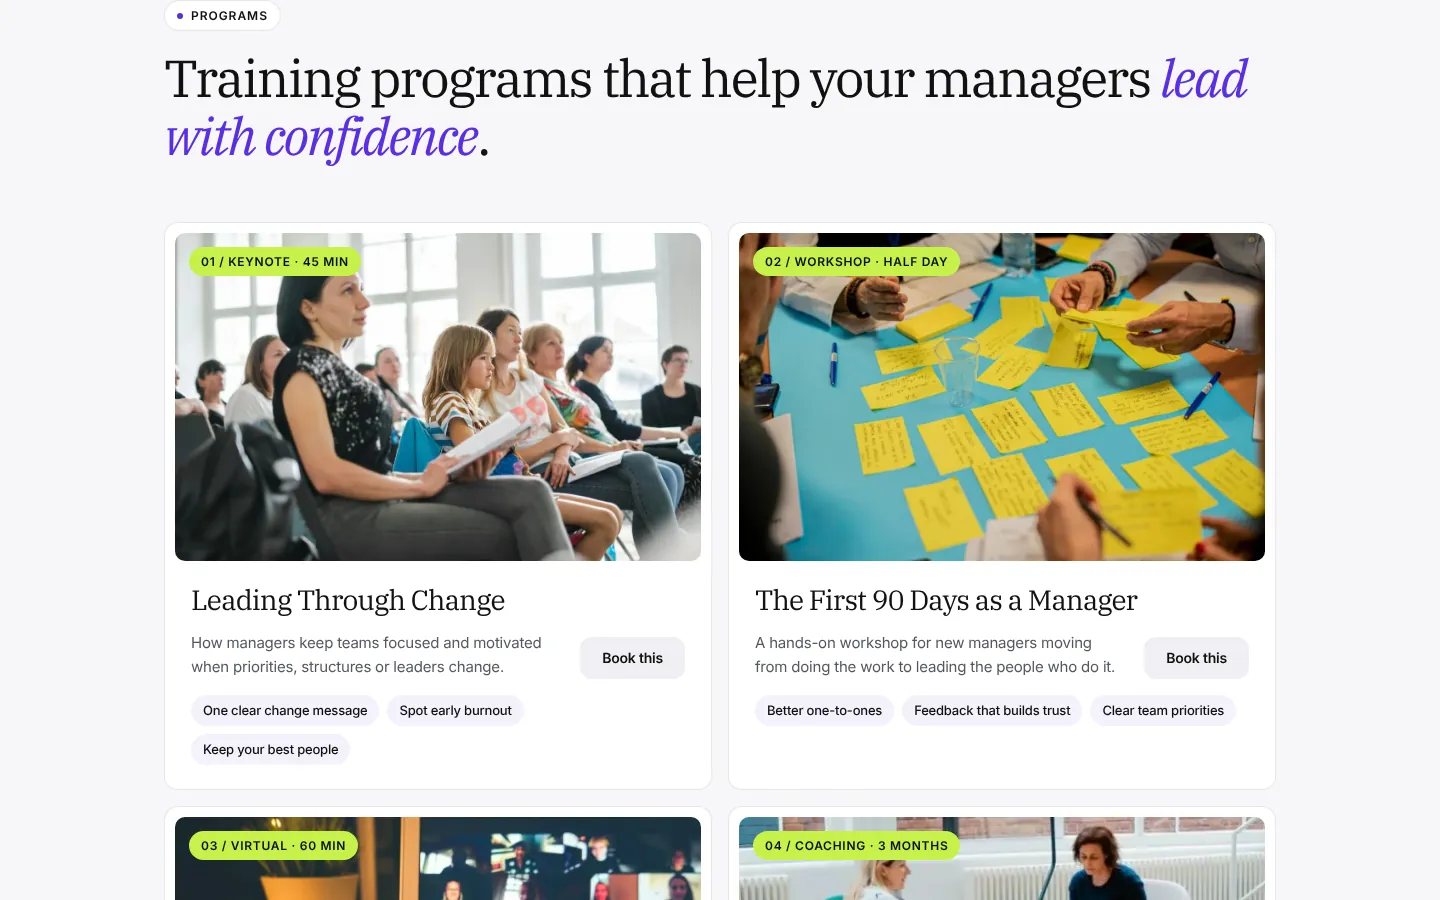 PROGRAMS
Training programs that help your managers lead
with confidence.
01 / KEYNOTE · 45 MIN
Leading Through Change
How managers keep teams focused and motivated
when priorities, structures or leaders change.
Book this
One clear change message
Spot early burnout
Keep your best people
02 / WORKSHOP · HALF DAY
The First 90 Days as a Manager
A hands-on workshop for new managers moving
from doing the work to leading the people who do it.
Book this
Better one-to-ones
Feedback that builds trust
Clear team priorities
03 / VIRTUAL · 60 MIN
04 / COACHING · 3 MONTHS